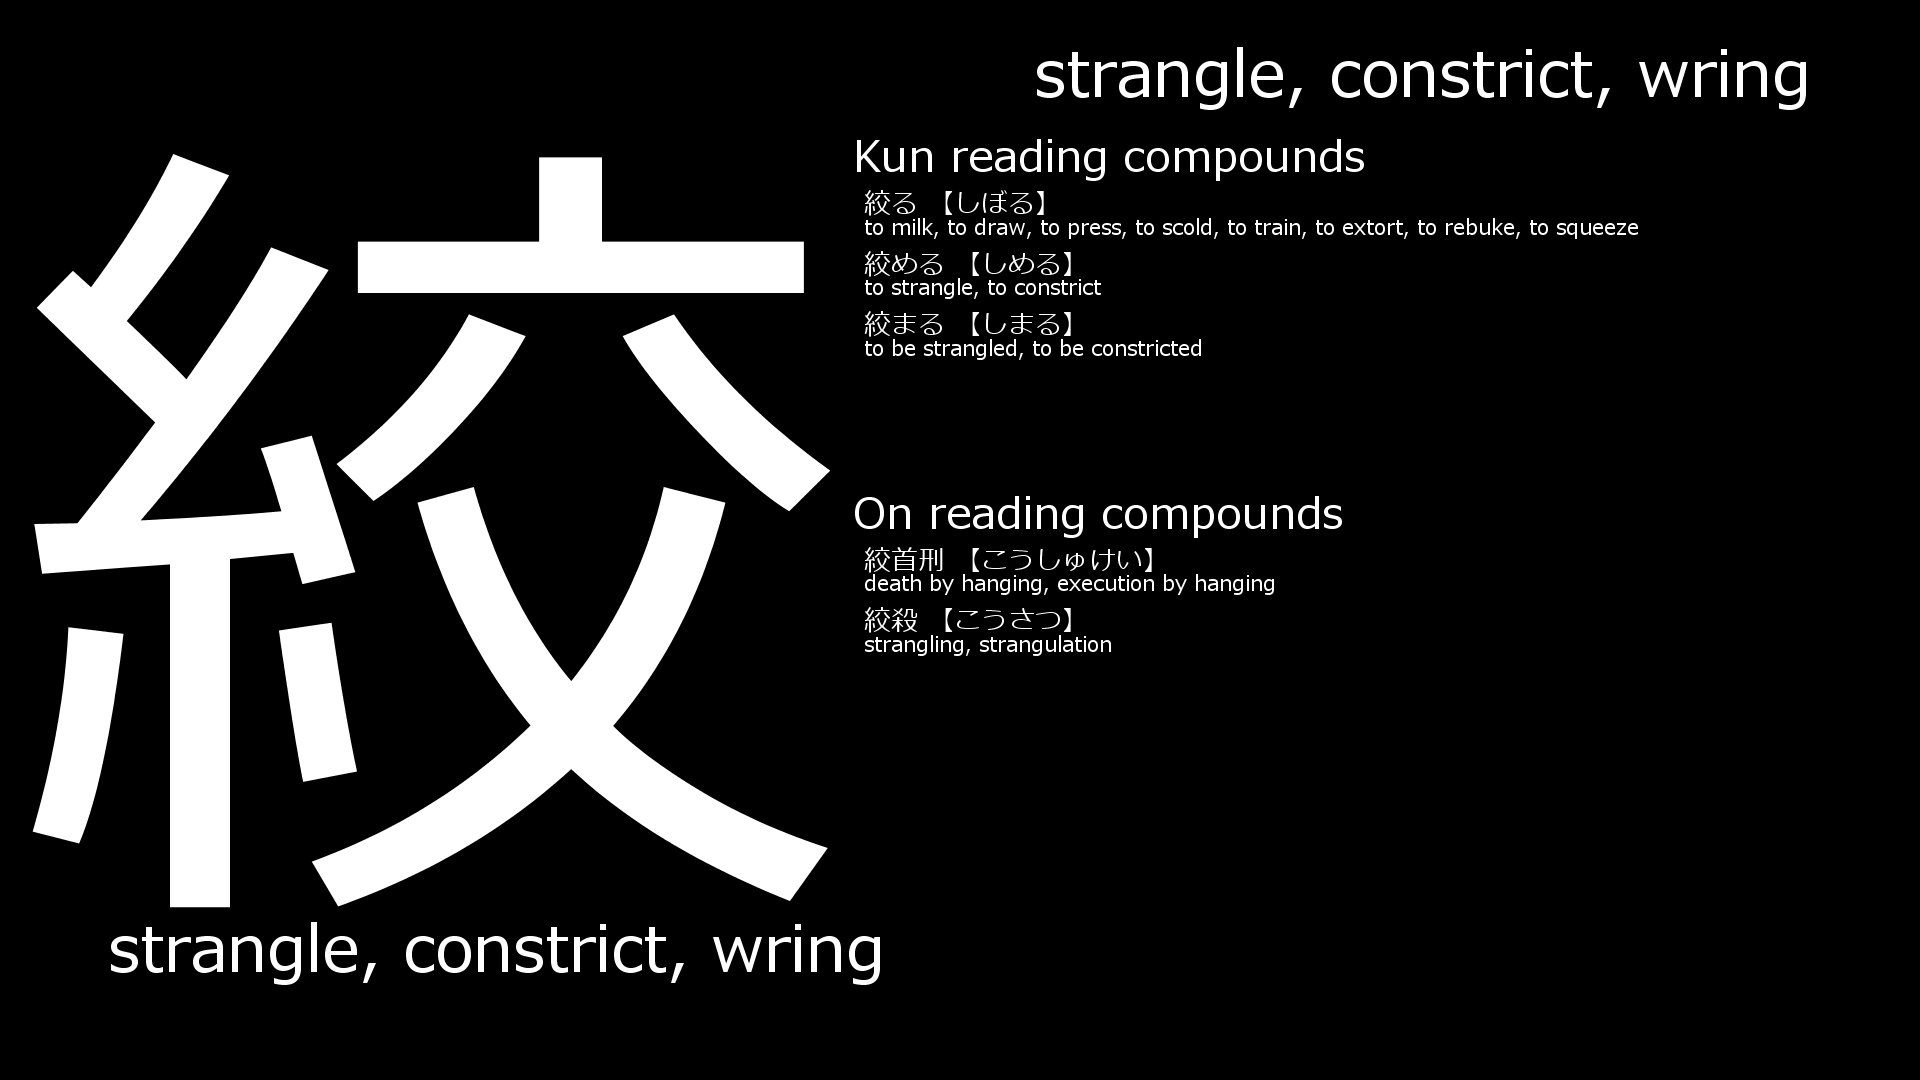 絞
strangle, constrict, wring
strangle, constrict, wring
Kun reading compounds
絞る 【しぼる】
to milk, to draw, to press, to scold, to train, to extort, to rebuke, to squeeze
絞める 【しめる】
to strangle, to constrict
絞まる 【しまる】
to be strangled, to be constricted
On reading compounds
絞首刑 【こうしゅけい】
death by hanging, execution by hanging
絞殺 【こうさつ】
strangling, strangulation